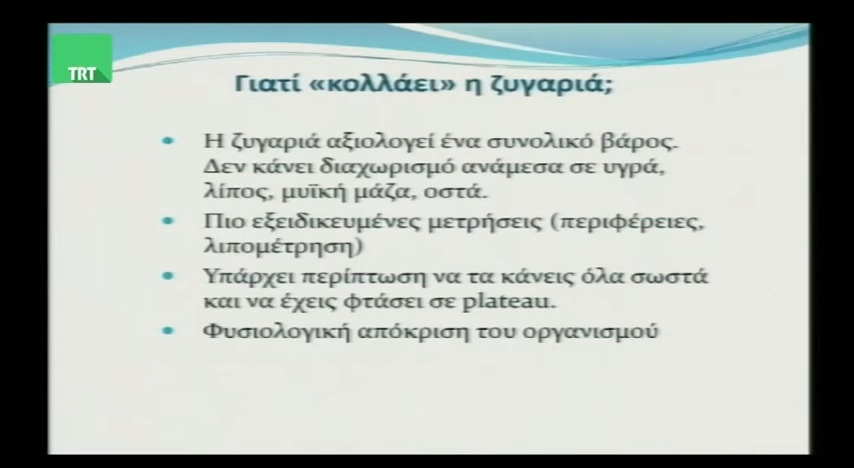 TRT
Γιατί «κολλάει» η ζυγαριά;
• Η ζυγαριά αξιολογεί ένα συνολικό βάρος.
Δεν κάνει διαχωρισμό ανάμεσα σε υγρά,
λίπος, μυϊκή μάζα, οστά.
• Πιο εξειδικευμένες μετρήσεις (περιφέρειες,
λιπομέτρηση)
• Υπάρχει περίπτωση να τα κάνεις όλα σωστά
και να έχεις φτάσει σε plateau.
• Φυσιολογική απόκριση του οργανισμού